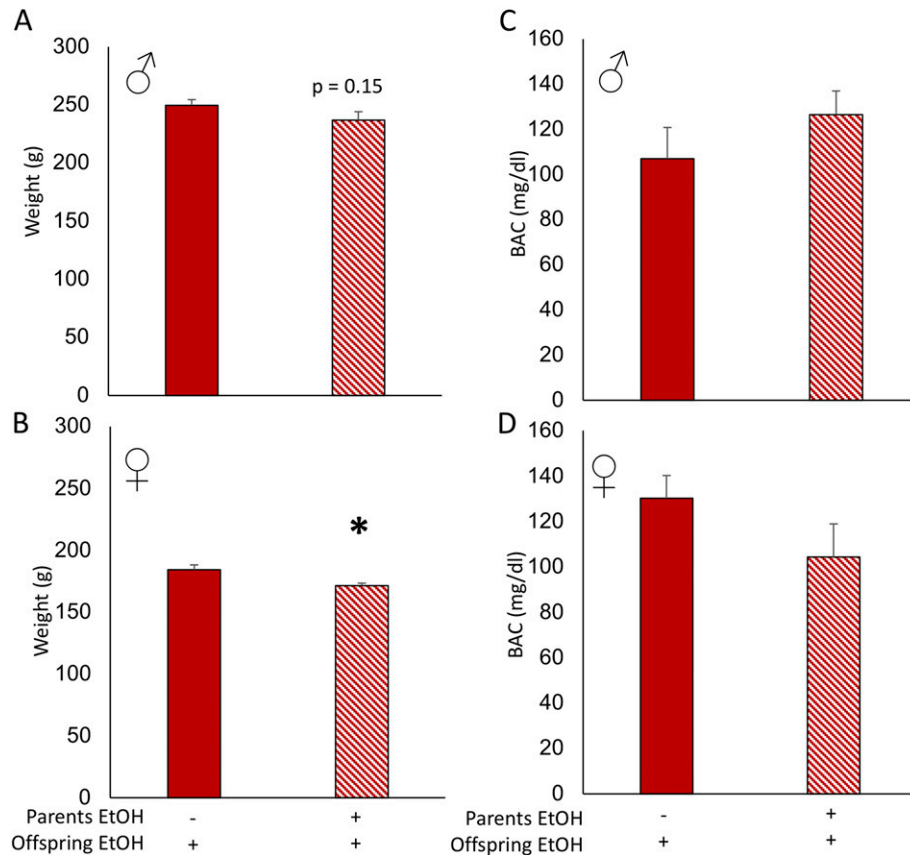 A
300
250
200
150
100
50
0
Weight (g)
♂
p = 0.15
C
160
140
120
100
80
60
40
20
0
BAC (mg/dl)
♂
B
300
250
200
150
100
50
0
Weight (g)
♀
*
D
160
140
120
100
80
60
40
20
0
BAC (mg/dl)
♀
Parents EtOH - +
Offspring EtOH + +
Parents EtOH - +
Offspring EtOH + +